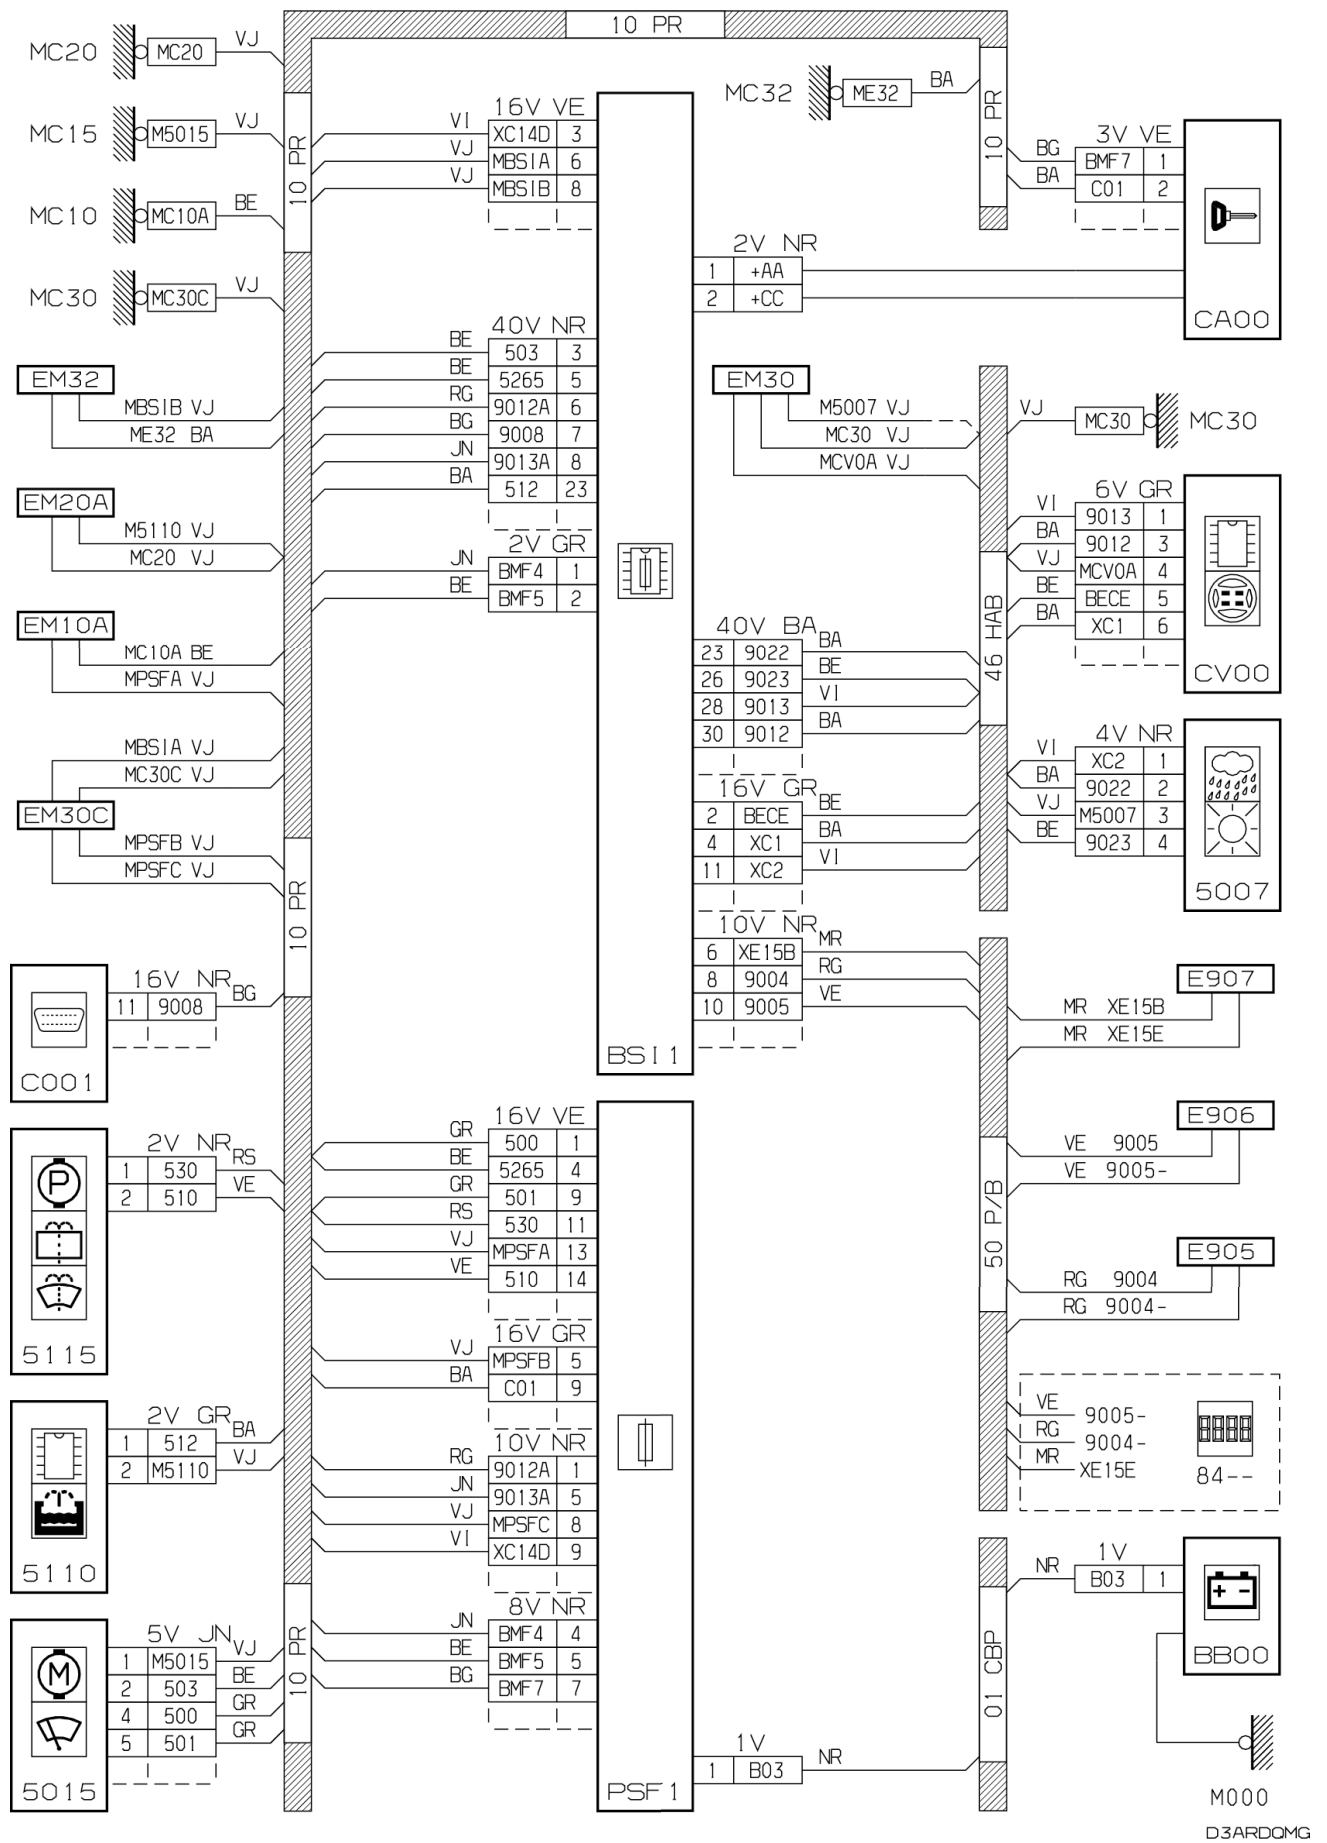 10 PR
MC20 MC20 VJ
MC15 M5015 VJ
MC10 MC10A BE
MC30 MC30C VJ
10 PR
EM32
MBSIB VJ
ME32 BA
EM20A
M5110 VJ
MC20 VJ
EM10A
MC10A BE
MPSFA VJ
MBSIA VJ
MC30C VJ
EM30C
MPSFB VJ
MPSFC VJ
10 PR
16V NR
11 9008 BG
C001
2V NR
1 530 RS
2 510 VE
P
5115
2V GR
1 512 BA
2 M5110 VJ
5110
5V JN
1 M5015 VJ
2 503 BE
4 500 GR
5 501 GR
M
5015
10 PR
16V VE
VI XC14D 3
VJ MBSIA 6
VJ MBSIB 8
40V NR
BE 503 3
BE 5265 5
RG 9012A 6
BG 9008 7
JN 9013A 8
BA 512 23
2V GR
JN BMF4 1
BE BMF5 2
BSI1
2V NR
1 +AA
2 +CC
40V BA
23 9022 BA
26 9023 BE
28 9013 VI
30 9012 BA
16V GR
2 BECE BE
4 XC1 BA
11 XC2 VI
10V NR
6 XE15B MR
8 9004 RG
10 9005 VE
16V VE
GR 500 1
BE 5265 4
GR 501 9
RS 530 11
VJ MPSFA 13
VE 510 14
16V GR
VJ MPSFB 5
BA C01 9
10V NR
RG 9012A 1
JN 9013A 5
VJ MPSFC 8
VI XC14D 9
8V NR
JN BMF4 4
BE BMF5 5
BG BMF7 7
PSF1
1V
1 B03 NR
MC32 ME32 BA
10 PR
3V VE
BG BMF7 1
BA C01 2
CA00
EM30
M5007 VJ
MC30 VJ
MCV0A VJ
VJ MC30 MC30
46 HAB
6V GR
VI 9013 1
BA 9012 3
VJ MCV0A 4
BE BECE 5
BA XC1 6
CV00
4V NR
VI XC2 1
BA 9022 2
VJ M5007 3
BE 9023 4
5007
E907
MR XE15B
MR XE15E
E906
VE 9005
VE 9005-
50 P/B
E905
RG 9004
RG 9004-
VE 9005-
RG 9004-
MR XE15E
84--
01 CBP
1V
NR B03 1
+ -
BB00
M000
D3ARDQMG